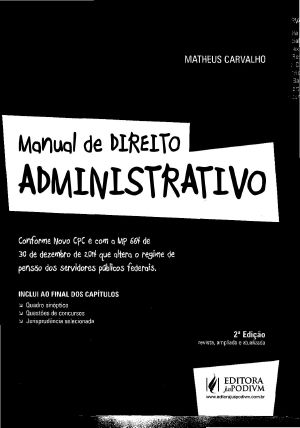 MATHEUS CARVALHO
Manual de DIREITO
ADMINISTRATIVO
Conforme Novo CPC e com a MP 664 de
30 de dezembro de 2014 que altera o regime de
pensão dos servidores públicos federais.
INCLUI AO FINAL DOS CAPÍTULOS
Quadro sinóptico
Questões de concursos
Jurisprudência selecionada
2ª Edição
revista, ampliada e atualizada
EDITORA
JusPODIVM
www.editorajuspodivm.com.br